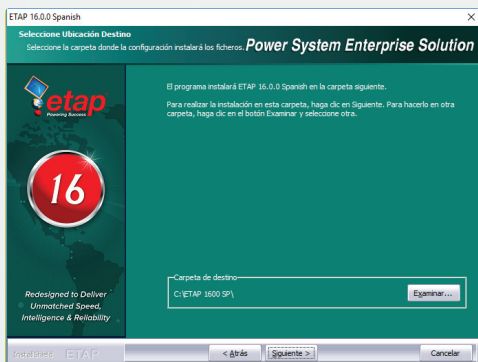 ETAP 16.0.0 Spanish
Seleccione Ubicación Destino
Seleccione la carpeta donde la configuración instalará los ficheros.
Power System Enterprise Solution
etap
Powering Success
El programa instalará ETAP 16.0.0 Spanish en la carpeta siguiente.
Para realizar la instalación en esta carpeta, haga clic en Siguiente. Para hacerlo en otra
carpeta, haga clic en el botón Examinar y seleccione otra.
16
Redesigned to Deliver
Unmatched Speed,
Intelligence & Reliability
Carpeta de destino
C:\ETAP 1600 SP\
Examinar...
InstallShield
ETAP
< Atrás
Siguiente >
Cancelar